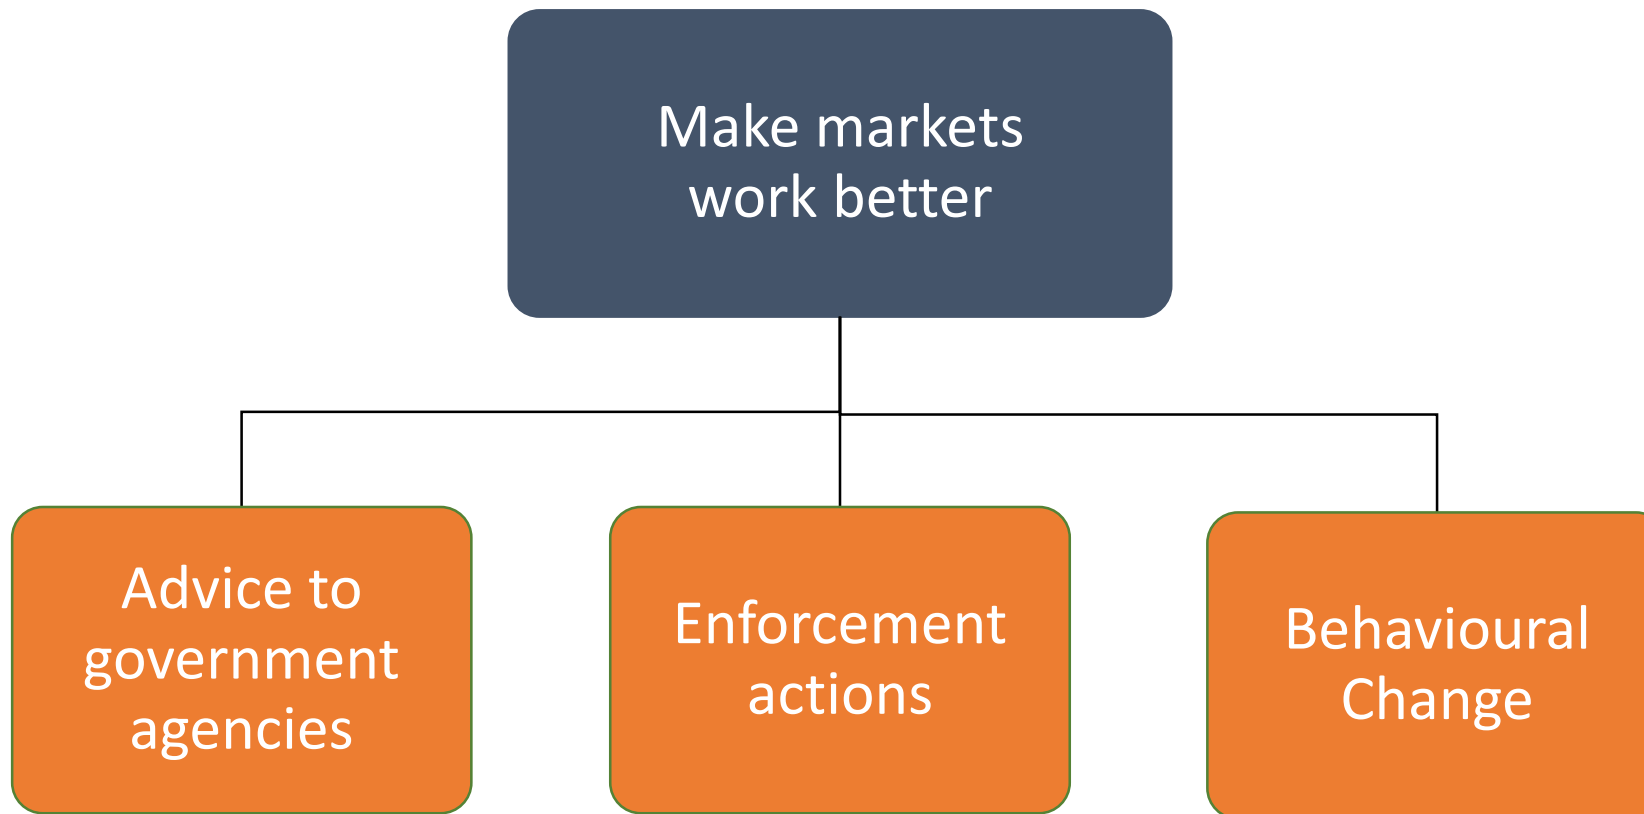 Make markets
work better
Advice to
government
agencies
Enforcement
actions
Behavioural
Change